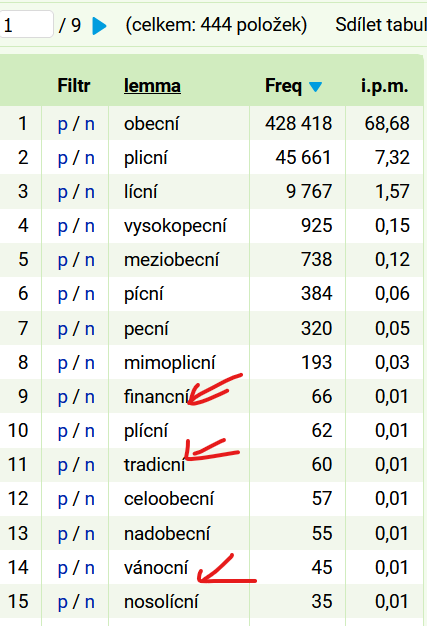 1 / 9 (celkem: 444 položek) Sdílet tabul
Filtr lemma Freq i.p.m.
1 p / n obecní 428 418 68,68
2 p / n plicní 45 661 7,32
3 p / n lícní 9 767 1,57
4 p / n vysokopecní 925 0,15
5 p / n meziobecní 738 0,12
6 p / n pícní 384 0,06
7 p / n pecní 320 0,05
8 p / n mimoplicní 193 0,03
9 p / n financní 66 0,01
10 p / n plícní 62 0,01
11 p / n tradicní 60 0,01
12 p / n celoobecní 57 0,01
13 p / n nadobecní 55 0,01
14 p / n vánocní 45 0,01
15 p / n nosolícní 35 0,01